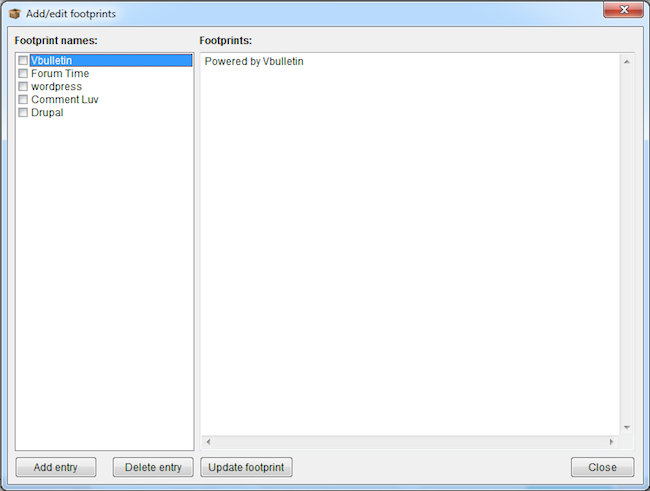 Add/edit footprints
Footprint names:
Footprints:
Vbulletin
Forum Time
wordpress
Comment Luv
Drupal
Powered by Vbulletin
Add entry
Delete entry
Update footprint
Close